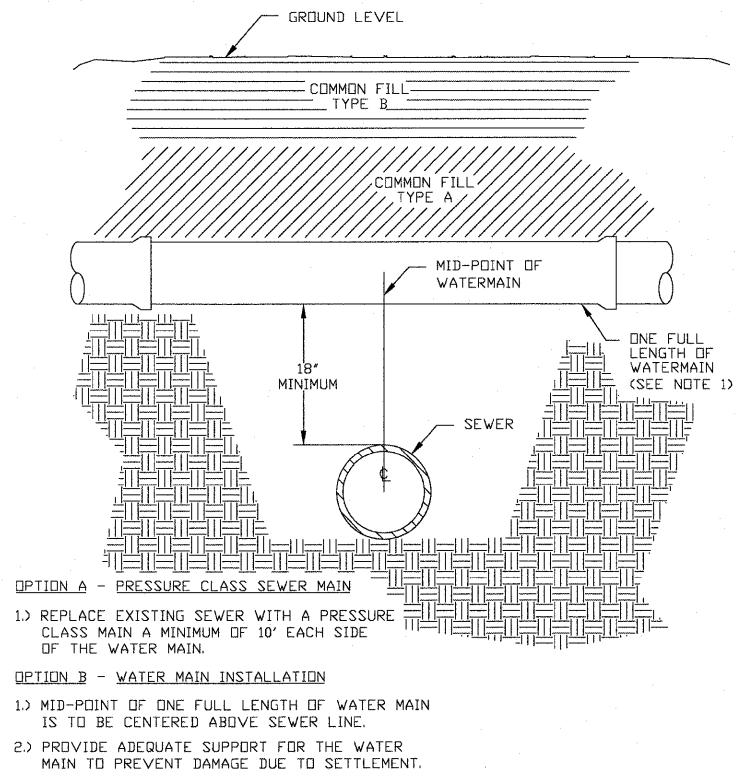 GROUND LEVEL
COMMON FILL
TYPE B
COMMON FILL
TYPE A
MID-POINT OF
WATERMAIN
ONE FULL
LENGTH OF
WATERMAIN
(SEE NOTE 1)
18"
MINIMUM
SEWER
℄
OPTION A - PRESSURE CLASS SEWER MAIN
1.) REPLACE EXISTING SEWER WITH A PRESSURE
CLASS MAIN A MINIMUM OF 10' EACH SIDE
OF THE WATER MAIN.
OPTION B - WATER MAIN INSTALLATION
1.) MID-POINT OF ONE FULL LENGTH OF WATER MAIN
IS TO BE CENTERED ABOVE SEWER LINE.
2.) PROVIDE ADEQUATE SUPPORT FOR THE WATER
MAIN TO PREVENT DAMAGE DUE TO SETTLEMENT.